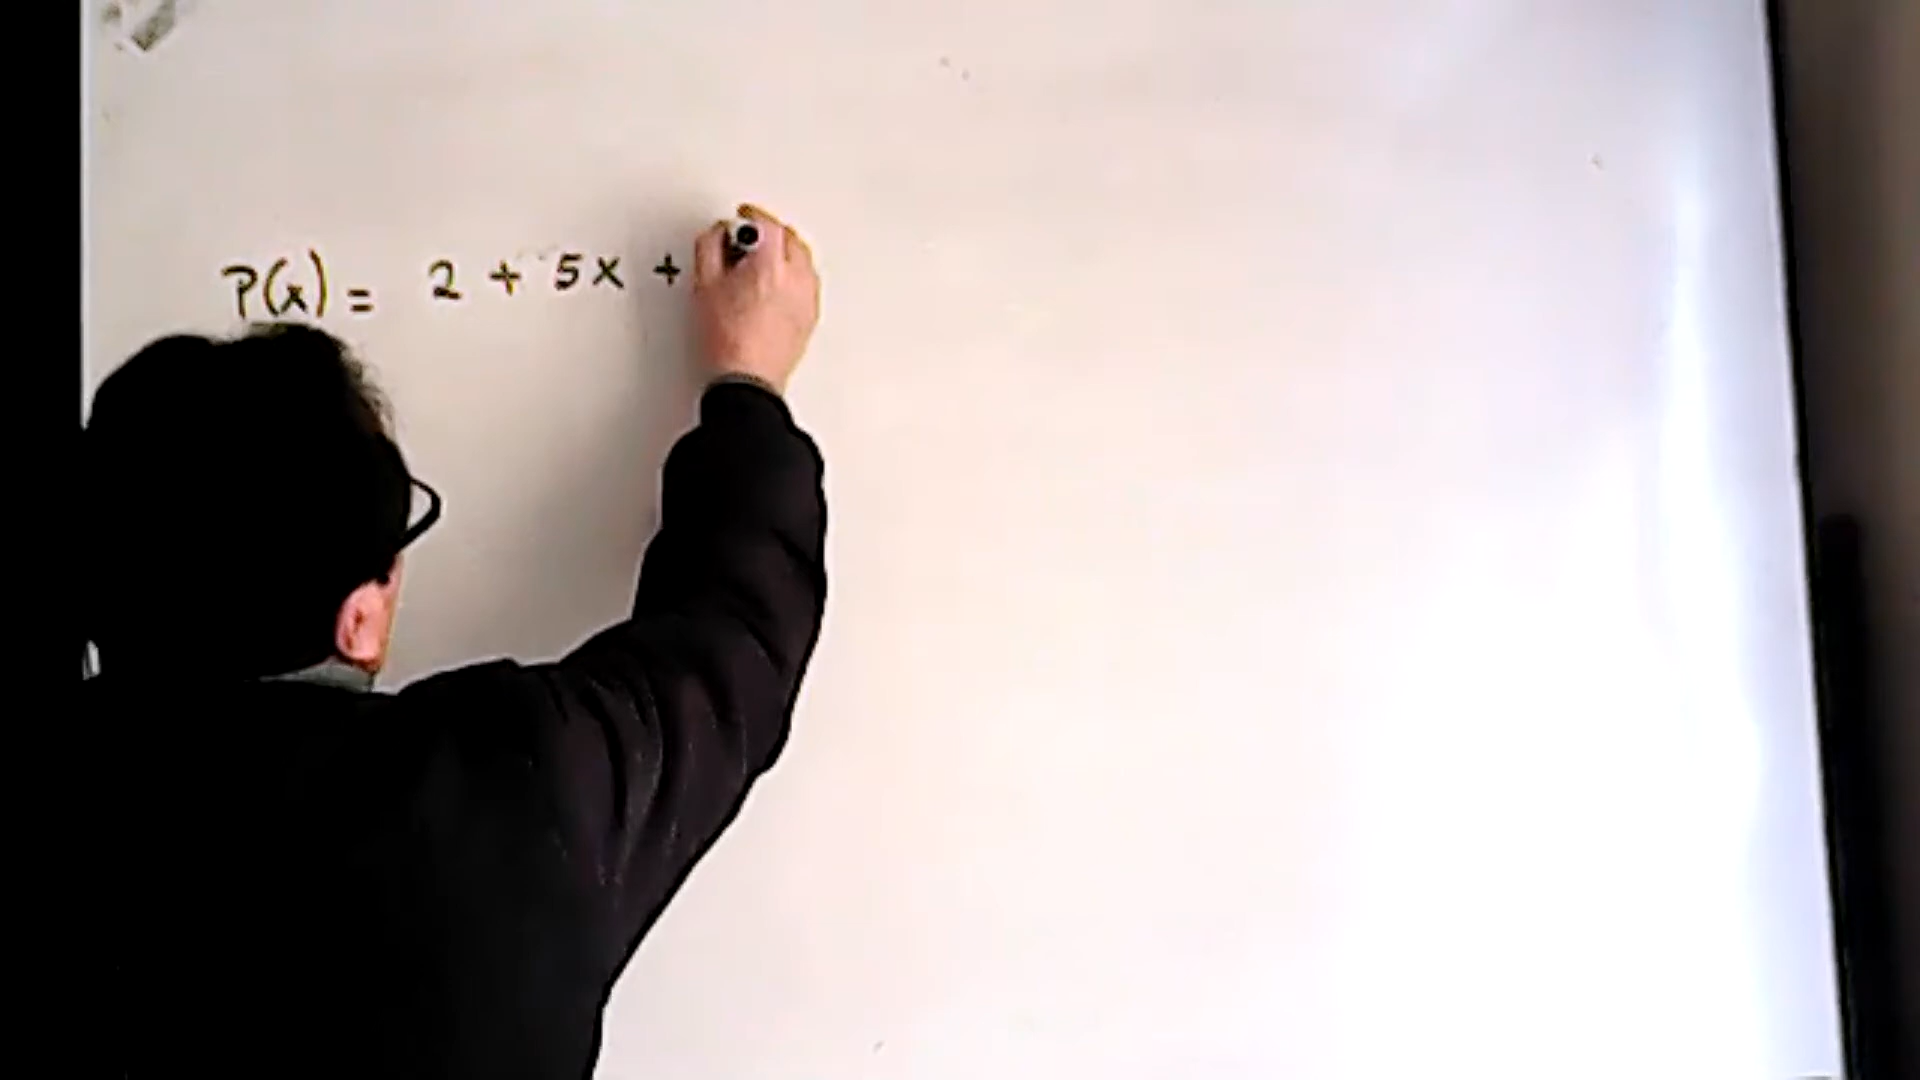 P(x) = 2 + 5x +